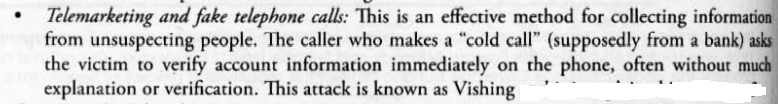 • Telemarketing and fake telephone calls: This is an effective method for collecting information
from unsuspecting people. The caller who makes a “cold call” (supposedly from a bank) asks
the victim to verify account information immediately on the phone, often without much
explanation or verification. This attack is known as Vishing